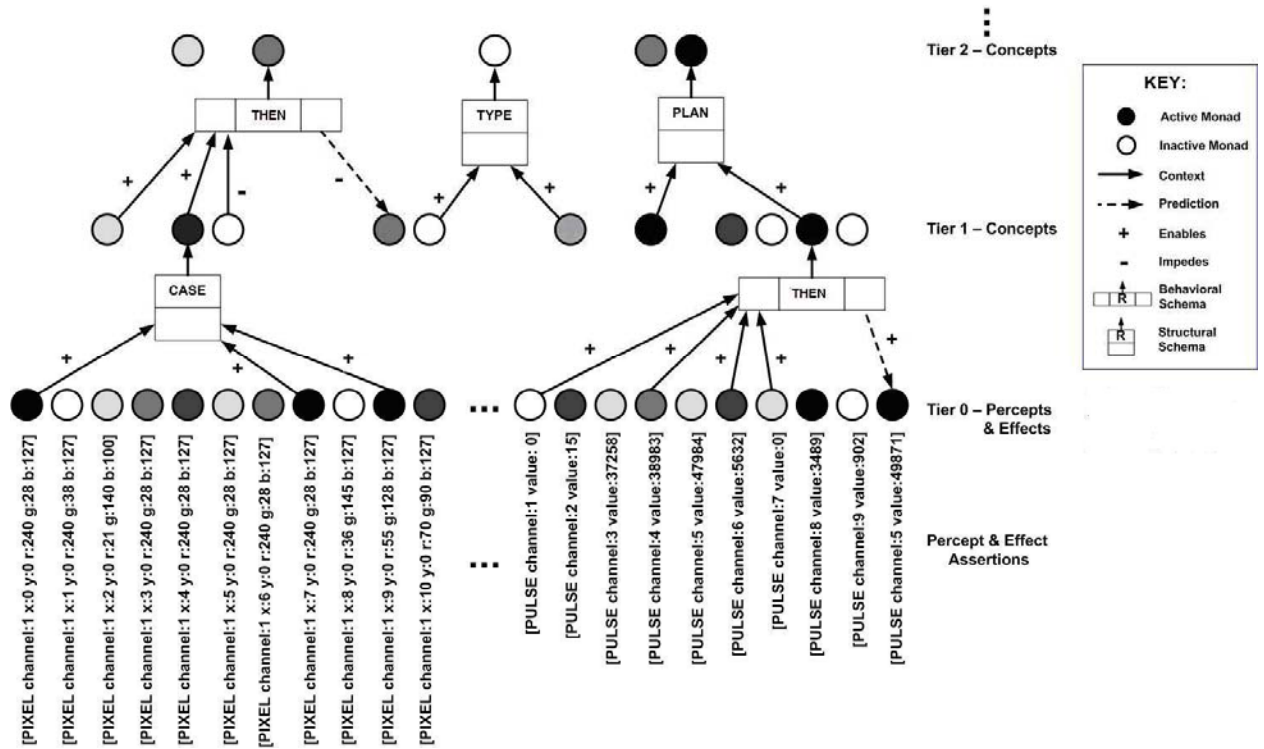 ⋮
Tier 2 – Concepts
THEN
TYPE
PLAN
+
+
-
-
+
+
+
Tier 1 – Concepts
CASE
THEN
+
+
+
+
+
+
+
Tier 0 – Percepts
& Effects
...
...
Percept & Effect
Assertions
[PIXEL channel:1 x:0 y:0 r:240 g:28 b:127]
[PIXEL channel:1 x:1 y:0 r:240 g:38 b:127]
[PIXEL channel:1 x:2 y:0 r:21 g:140 b:100]
[PIXEL channel:1 x:3 y:0 r:240 g:28 b:127]
[PIXEL channel:1 x:4 y:0 r:240 g:28 b:127]
[PIXEL channel:1 x:5 y:0 r:240 g:28 b:127]
[PIXEL channel:1 x:6 y:0 r:240 g:28 b:127]
[PIXEL channel:1 x:7 y:0 r:240 g:28 b:127]
[PIXEL channel:1 x:8 y:0 r:36 g:145 b:127]
[PIXEL channel:1 x:9 y:0 r:55 g:128 b:127]
[PIXEL channel:1 x:10 y:0 r:70 g:90 b:127]
[PULSE channel:1 value: 0]
[PULSE channel:2 value:15]
[PULSE channel:3 value:37258]
[PULSE channel:4 value:38983]
[PULSE channel:5 value:47984]
[PULSE channel:6 value:5632]
[PULSE channel:7 value:0]
[PULSE channel:8 value:3489]
[PULSE channel:9 value:902]
[PULSE channel:5 value:49871]
KEY:
Active Monad
Inactive Monad
Context
Prediction
+ Enables
- Impedes
R Behavioral
Schema
R Structural
Schema